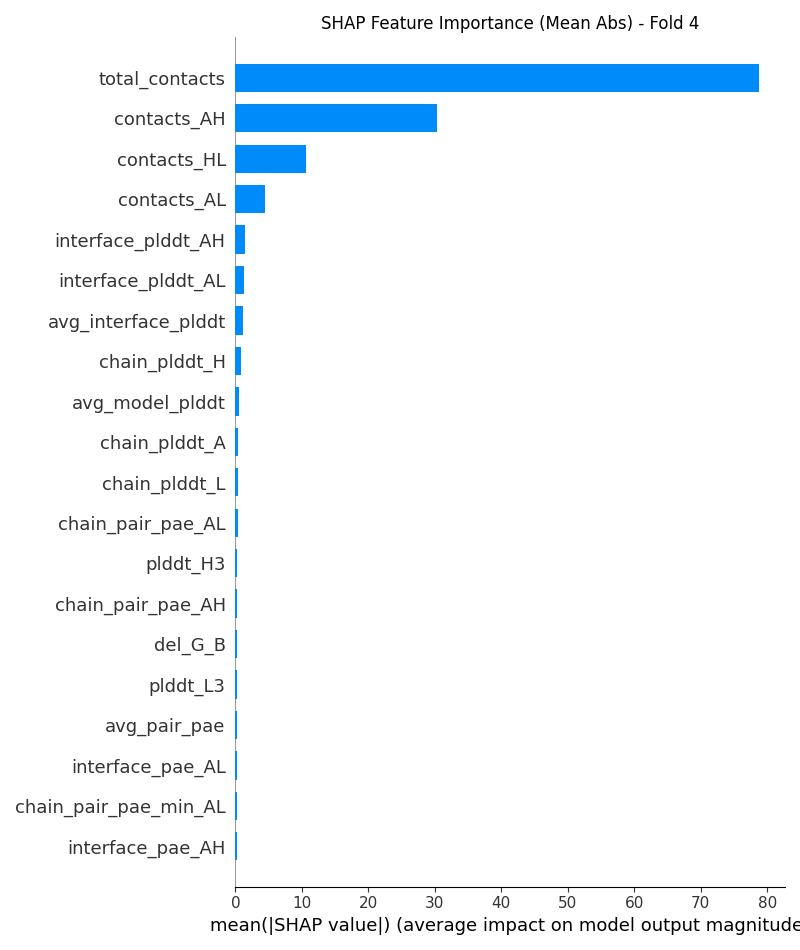 SHAP Feature Importance (Mean Abs) - Fold 4
total_contacts
contacts_AH
contacts_HL
contacts_AL
interface_plddt_AH
interface_plddt_AL
avg_interface_plddt
chain_plddt_H
avg_model_plddt
chain_plddt_A
chain_plddt_L
chain_pair_pae_AL
plddt_H3
chain_pair_pae_AH
del_G_B
plddt_L3
avg_pair_pae
interface_pae_AL
chain_pair_pae_min_AL
interface_pae_AH
0 10 20 30 40 50 60 70 80
mean(|SHAP value|) (average impact on model output magnitude